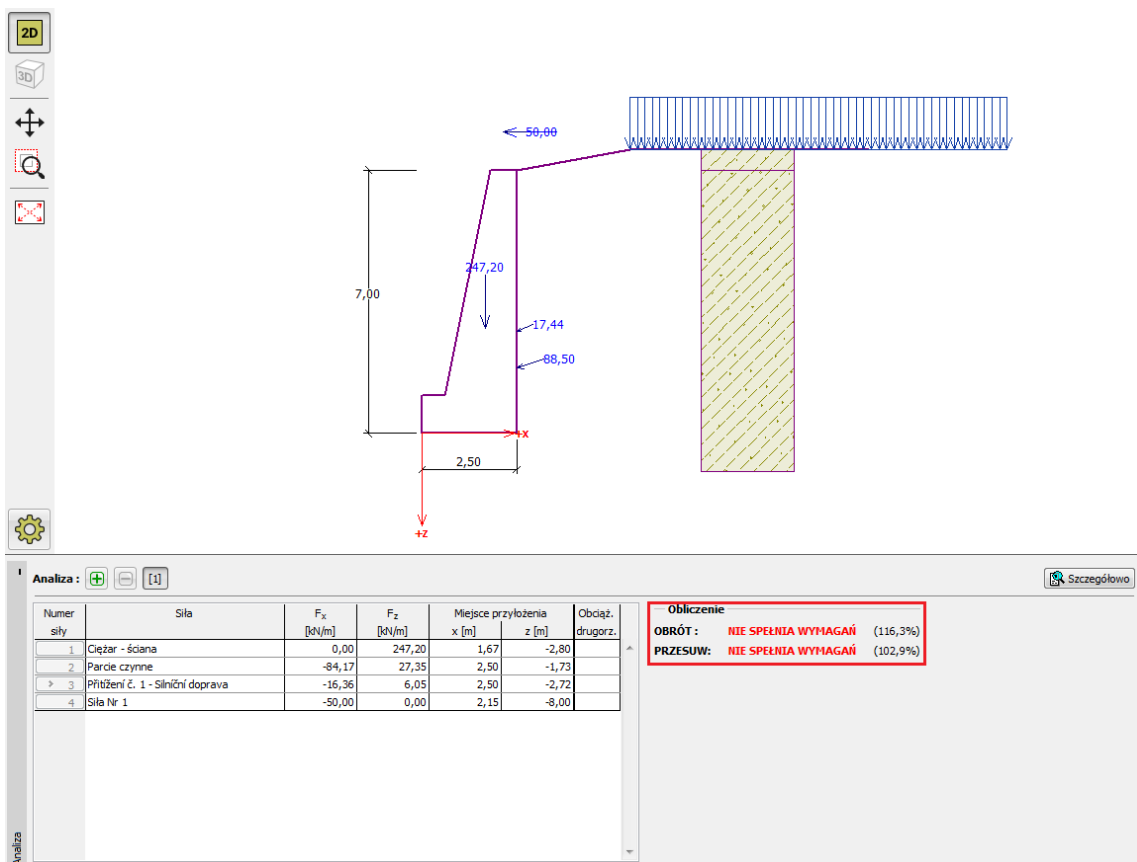 2D
3D
50,00
247,20
7,00
17,44
88,50
+x
2,50
+z
Analiza : [1] Szczegółowo
Numer siły Siła Fx [kN/m] Fz [kN/m] Miejsce przyłożenia x [m] z [m] Obciąż. drugorz.
1 Ciężar - ściana 0,00 247,20 1,67 -2,80
2 Parcie czynne -84,17 27,35 2,50 -1,73
3 Přitížení č. 1 - Silníční doprava -16,36 6,05 2,50 -2,72
4 Siła Nr 1 -50,00 0,00 2,15 -8,00
Obliczenie
OBRÓT : NIE SPEŁNIA WYMAGAŃ (116,3%)
PRZESUW: NIE SPEŁNIA WYMAGAŃ (102,9%)
Analiza